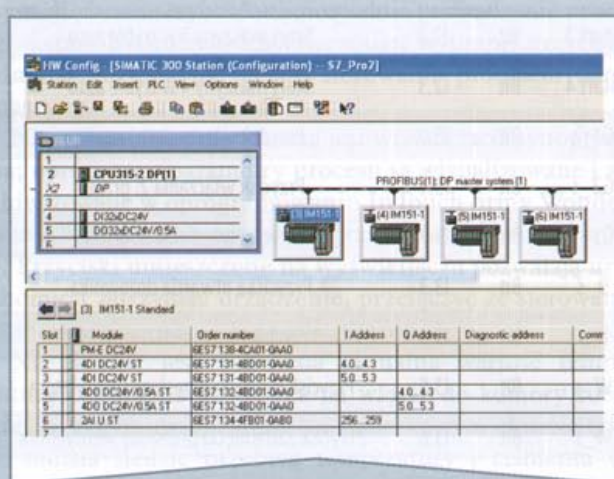 HW Config - [SIMATIC 300 Station (Configuration) -- S7_Pro7]
Station Edit Insert PLC View Options Window Help
1
2 CPU315-2 DP(1)
X2 DP
3
4 DI32xDC24V
5 DO32xDC24V/0.5A
6
PROFIBUS(1): DP master system (1)
(3) IM151-1
(4) IM151-1
(5) IM151-1
(6) IM151-1
(3) IM151-1 Standard
Slot Module Order number I Address Q Address Diagnostic address Comm
1 PM-E DC24V 6ES7 138-4CA01-0AA0
2 4DI DC24V ST 6ES7 131-4BD01-0AA0 4.0...4.3
3 4DI DC24V ST 6ES7 131-4BD01-0AA0 5.0...5.3
4 4DO DC24V/0.5A ST 6ES7 132-4BD01-0AA0 4.0...4.3
5 4DO DC24V/0.5A ST 6ES7 132-4BD01-0AA0 5.0...5.3
6 2AI U ST 6ES7 134-4FB01-0AB0 256...259
7